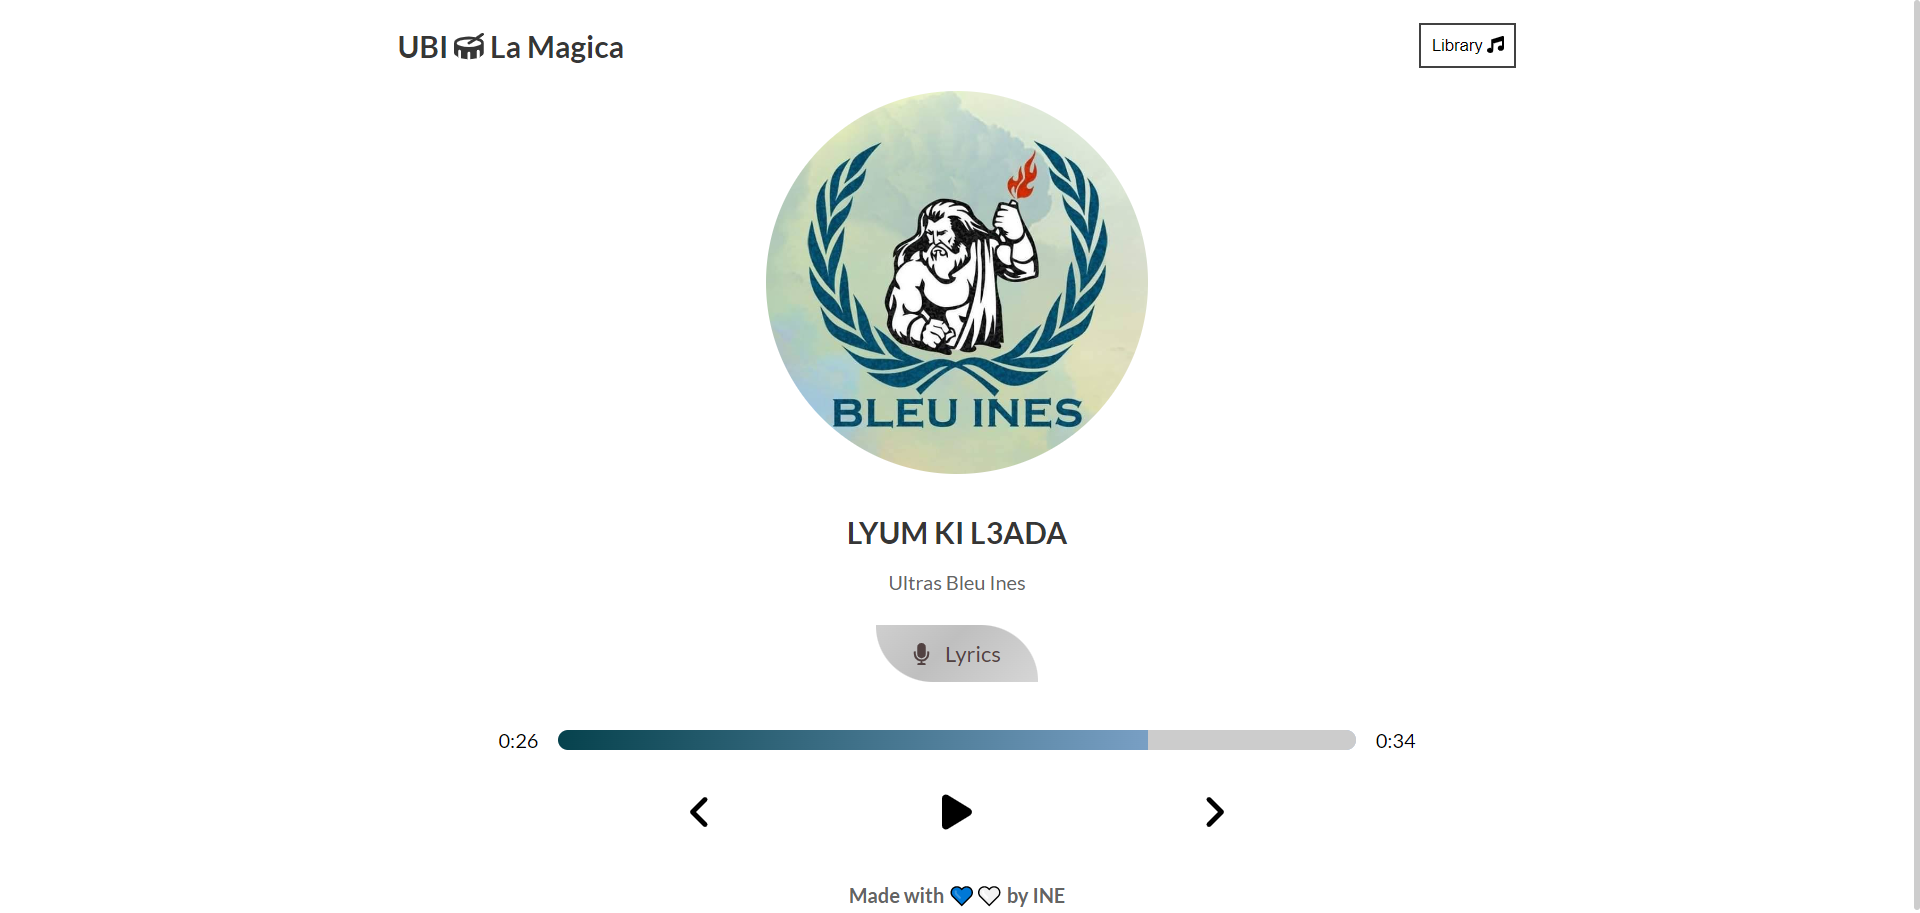 UBI La Magica
Library
BLEU INES
LYUM KI L3ADA
Ultras Bleu Ines
Lyrics
0:26
0:34
Made with 💙🤍 by INE